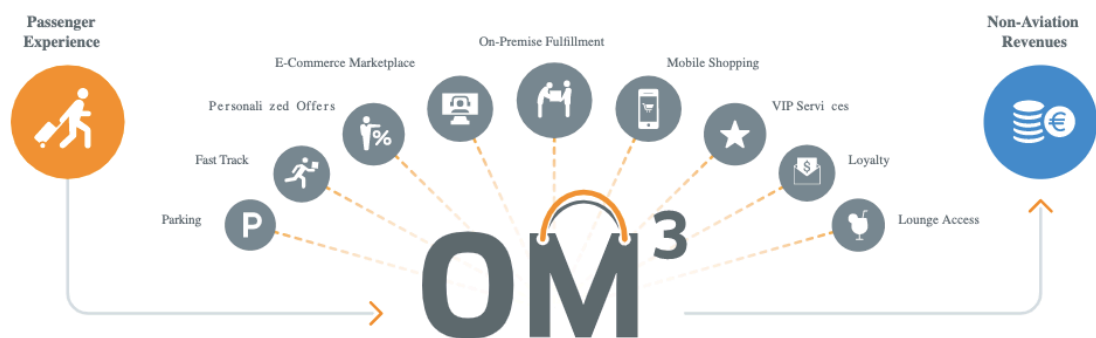 Passenger
Experience
Non-Aviation
Revenues
On-Premise Fulfillment
E-Commerce Marketplace
Mobile Shopping
Personali zed Offers
%
VIP Servi ces
Fast Track
$
Loyalty
Parking
P
Lounge Access
€
OM3